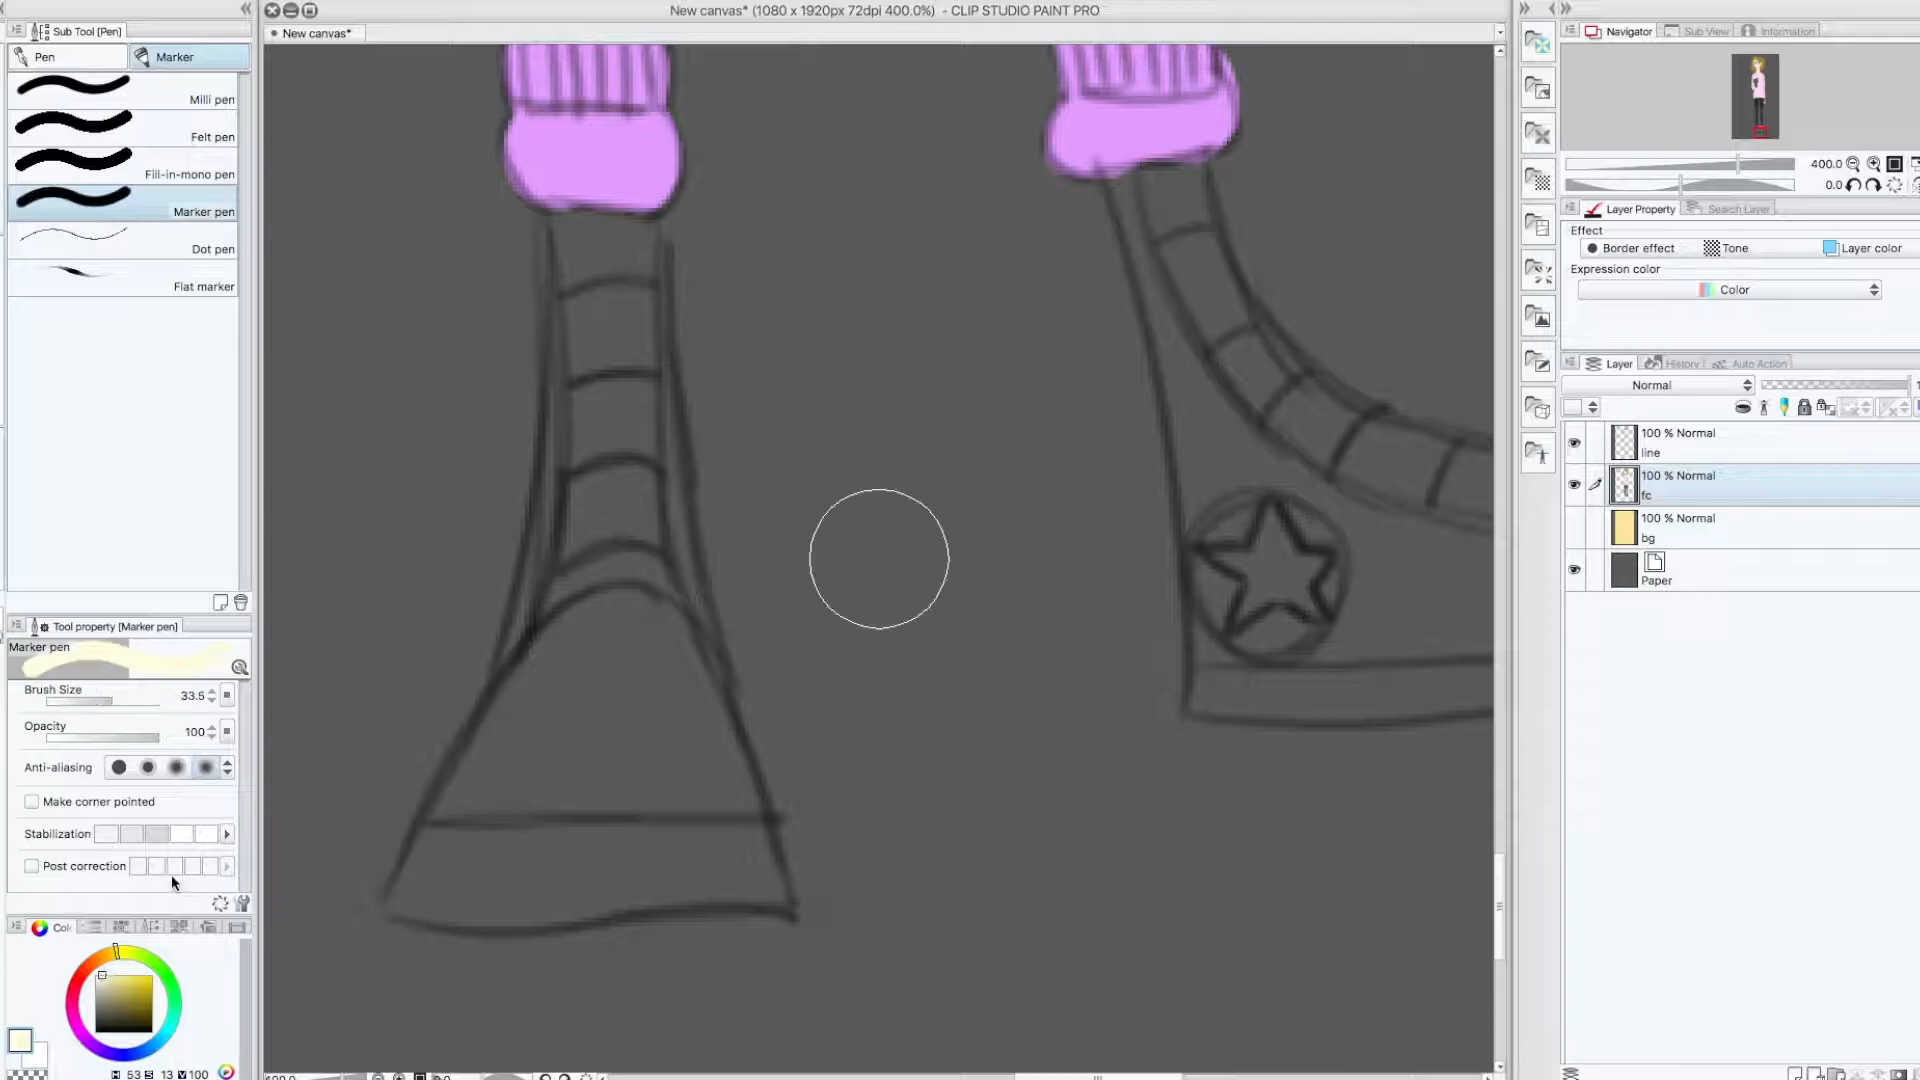 New canvas* (1080 x 1920px 72dpi 400.0%) - CLIP STUDIO PAINT PRO
Sub Tool [Pen]
New canvas*
Pen
Marker
Milli pen
Felt pen
Fill-in-mono pen
Marker pen
Dot pen
Flat marker
Tool property [Marker pen]
Marker pen
Brush Size
33.5
Opacity
100
Anti-aliasing
Make corner pointed
Stabilization
Post correction
Col
H 53 S 13 V 100
Navigator
Sub View
Information
400.0
0.0
Layer Property
Search Layer
Effect
Border effect
Tone
Layer color
Expression color
Color
Layer
History
Auto Action
Normal
100 % Normal
line
100 % Normal
fc
100 % Normal
bg
Paper